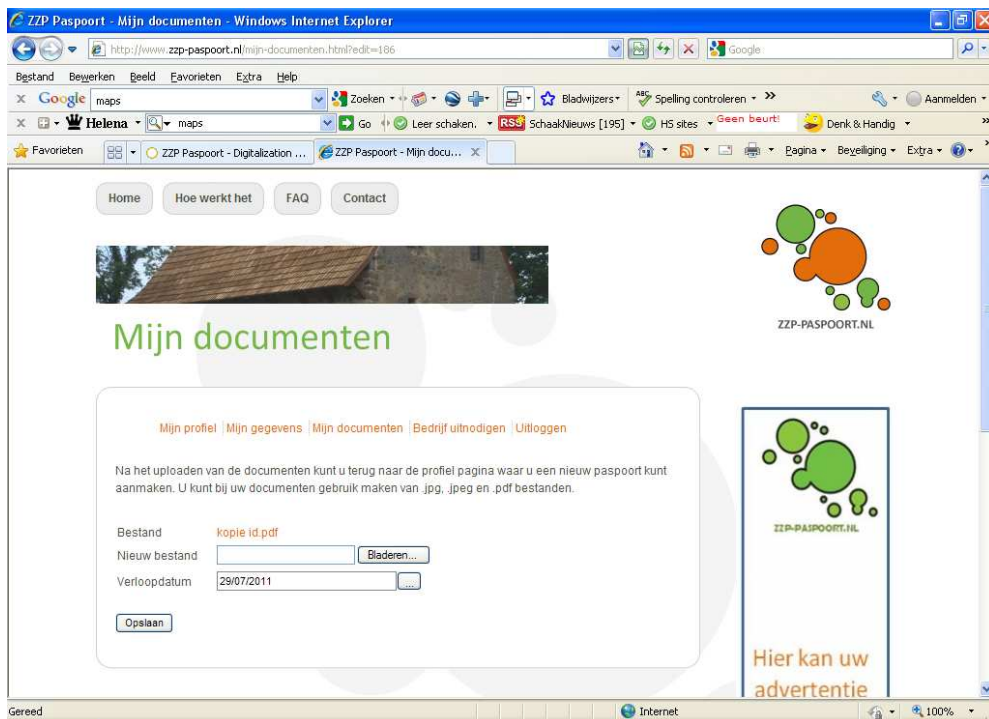 ZZP Paspoort - Mijn documenten - Windows Internet Explorer
http://www.zzp-paspoort.nl/mijn-documenten.html?edit=186
Google
Bestand Bewerken Beeld Favorieten Extra Help
x Google maps Zoeken Bladwijzers ABC Spelling controleren >> Aanmelden
x Helena maps Go Leer schaken. RSS SchaakNieuws [195] HS sites Geen beurt! Denk & Handig >>
Favorieten ZZP Paspoort - Digitalization ... ZZP Paspoort - Mijn docu... X Pagina Beveiliging Extra
Home Hoe werkt het FAQ Contact
ZZP-PASPOORT.NL
Mijn documenten
Mijn profiel Mijn gegevens Mijn documenten Bedrijf uitnodigen Uitloggen
Na het uploaden van de documenten kunt u terug naar de profiel pagina waar u een nieuw paspoort kunt
aanmaken. U kunt bij uw documenten gebruik maken van .jpg, .jpeg en .pdf bestanden.
Bestand kopie id.pdf
Nieuw bestand Bladeren...
Verloopdatum 29/07/2011 ...
Opslaan
ZZP-PASPOORT.NL
Hier kan uw
advertentie
Gereed Internet 100%